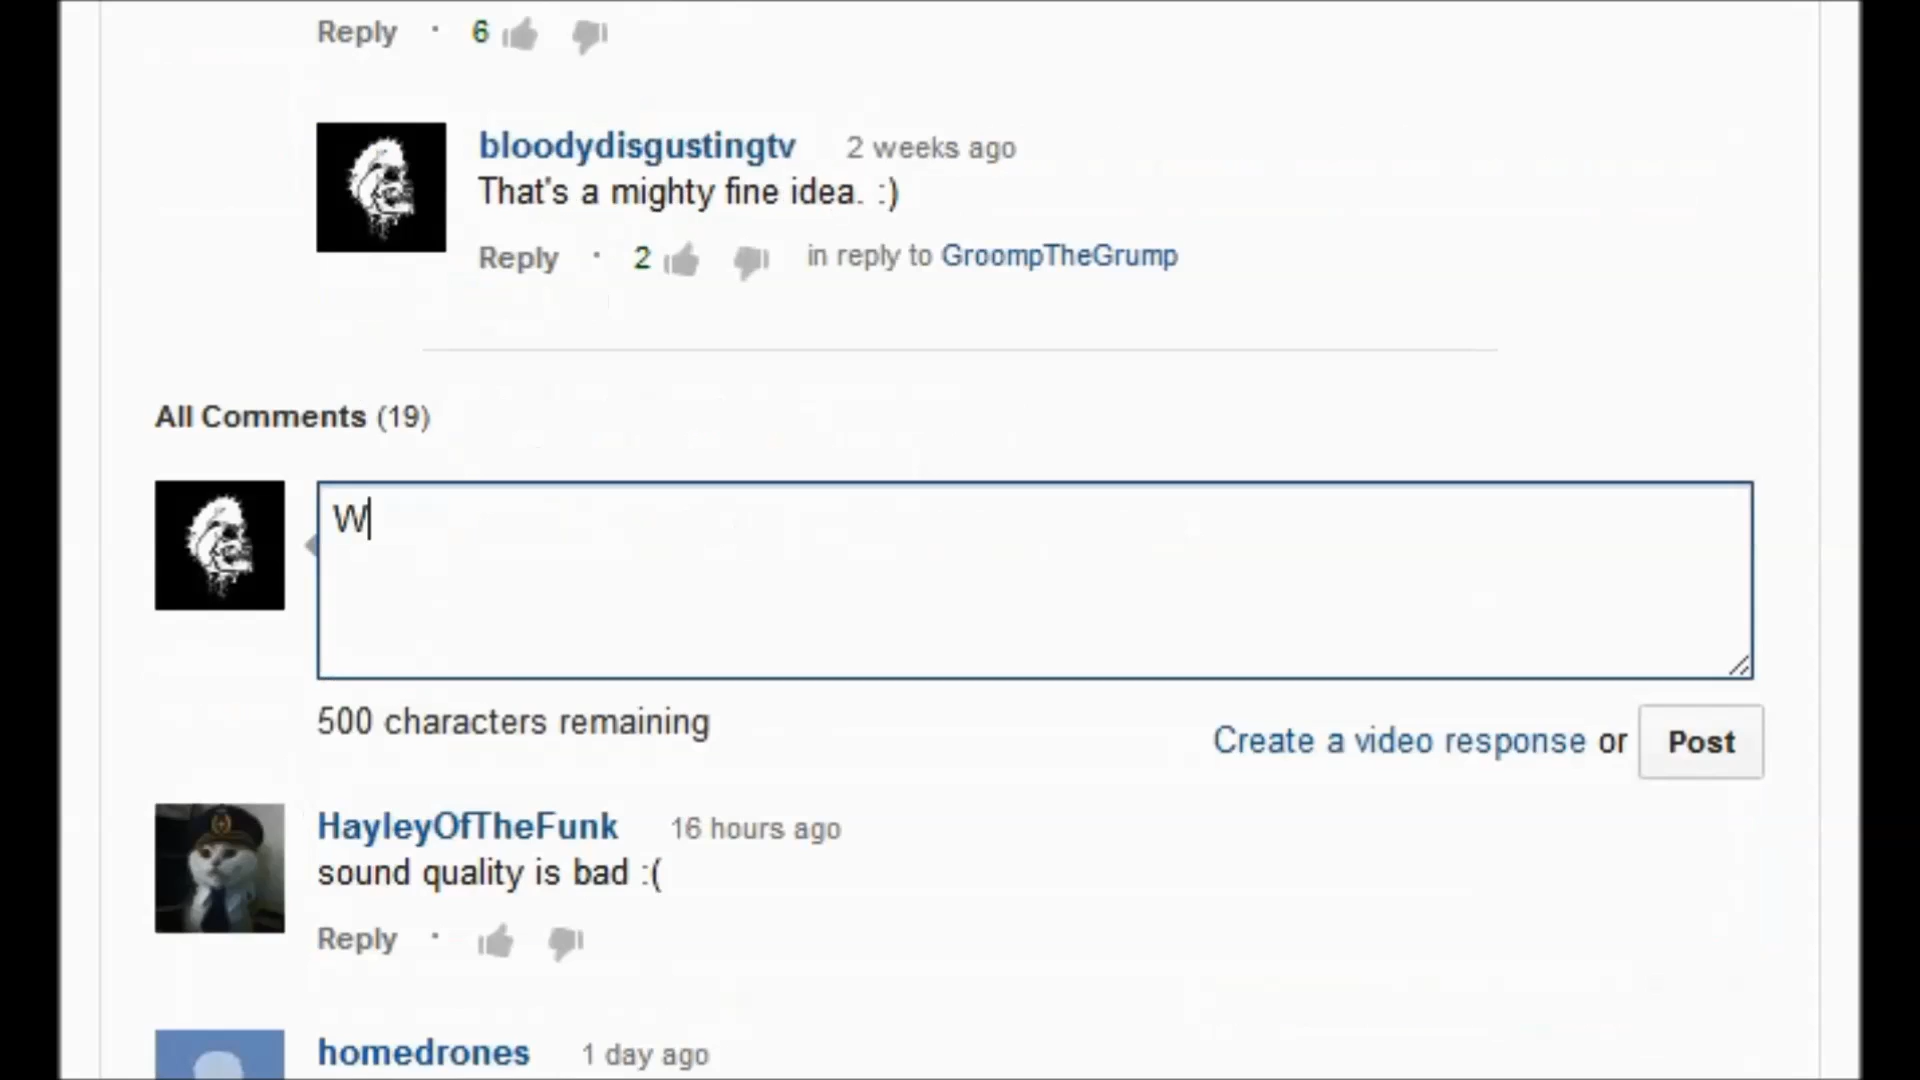 Reply · 6
bloodydisgustingtv 2 weeks ago
That's a mighty fine idea. :)
Reply · 2 in reply to GroompTheGrump
All Comments (19)
W
500 characters remaining
Create a video response or Post
HayleyOfTheFunk 16 hours ago
sound quality is bad :(
Reply ·
homedrones 1 day ago